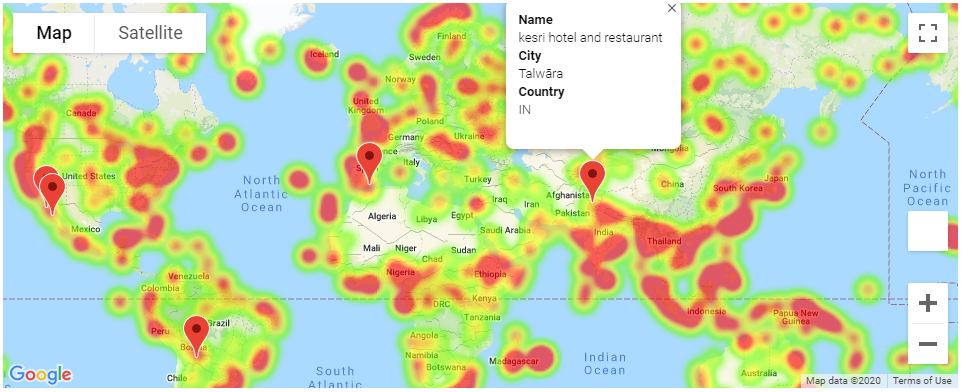 Map
Satellite
Name
kesri hotel and restaurant
City
Talwāra
Country
IN
Finland
Iceland
Sweden
Norway
Canada
United
Kingdom
Poland
Germany
Ukraine
Mongolia
Italy
United States
Turkey
China
Japan
South Korea
North
Atlantic
Ocean
North
Pacific
Ocean
Afghanistan
Iraq
Iran
Pakistan
Algeria
Libya
Egypt
Mexico
Saudi Arabia
India
Thailand
Mali
Niger
Sudan
Chad
Nigeria
Ethiopia
Venezuela
Colombia
Kenya
DRC
Indonesia
Papua New
Guinea
Tanzania
Brazil
Peru
Angola
Namibia
Botswana
Madagascar
Indian
Ocean
Chile
South
Atlantic
Australia
Google
Map data ©2020
Terms of Use